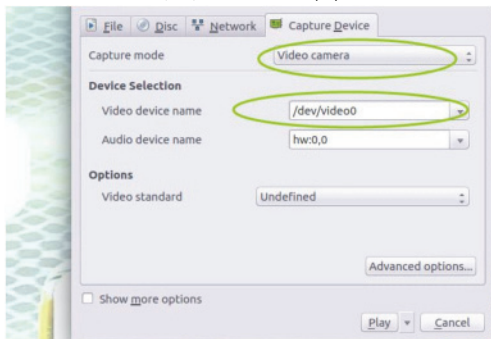 File Disc Network Capture Device
Capture mode Video camera
Device Selection
Video device name /dev/video0
Audio device name hw:0,0
Options
Video standard Undefined
Advanced options...
Show more options
Play Cancel